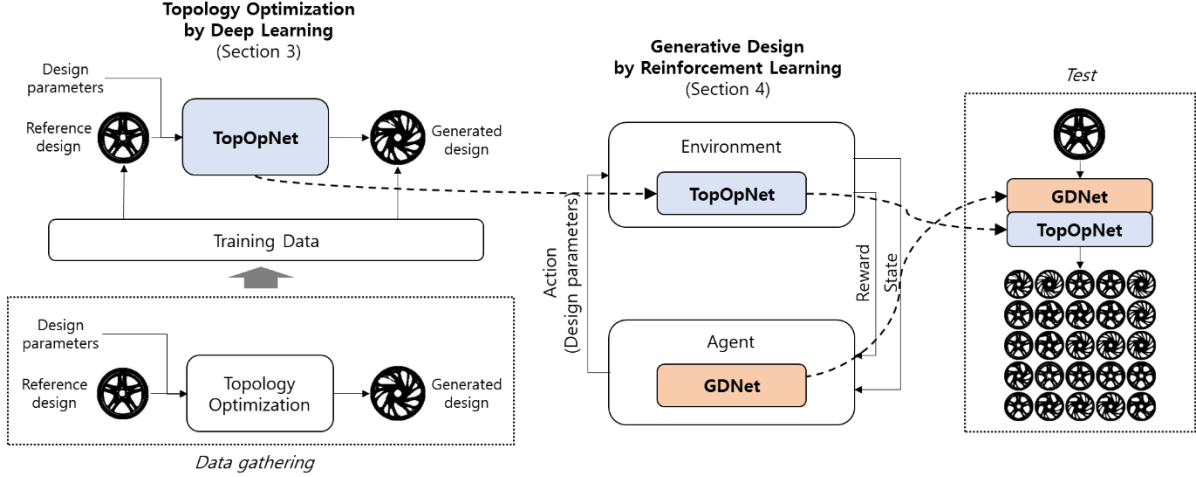 Topology Optimization
by Deep Learning
(Section 3)
Design
parameters
Reference
design
TopOpNet
Generated
design
Training Data
Design
parameters
Reference
design
Topology
Optimization
Generated
design
Data gathering
Generative Design
by Reinforcement Learning
(Section 4)
Environment
TopOpNet
Action
(Design parameters)
Reward
State
Agent
GDNet
Test
GDNet
TopOpNet